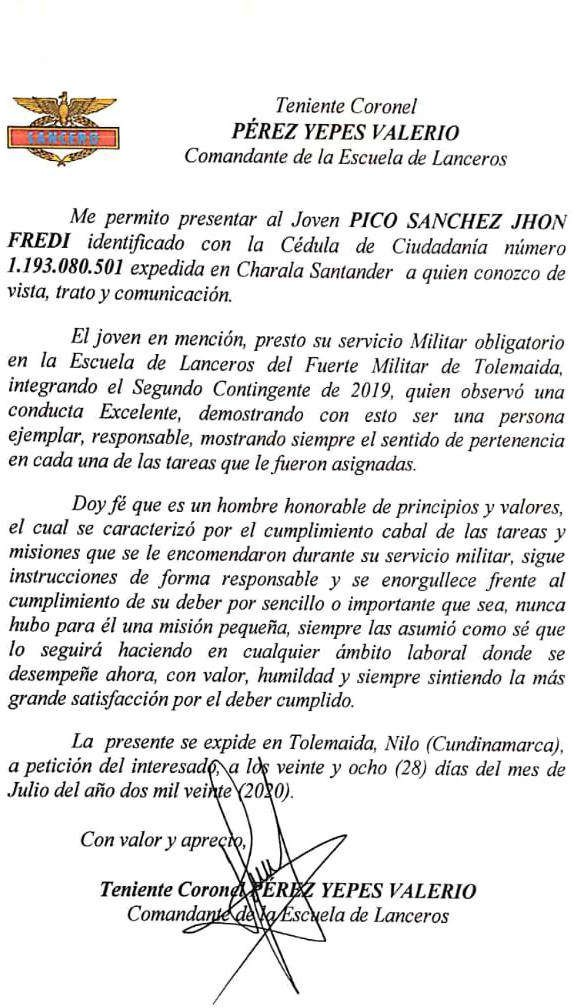 LANCERO
Teniente Coronel
PÉREZ YEPES VALERIO
Comandante de la Escuela de Lanceros
Me permito presentar al Joven PICO SANCHEZ JHON
FREDI identificado con la Cédula de Ciudadanía número
1.193.080.501 expedida en Charala Santander a quien conozco de
vista, trato y comunicación.
El joven en mención, presto su servicio Militar obligatorio
en la Escuela de Lanceros del Fuerte Militar de Tolemaida,
integrando el Segundo Contingente de 2019, quien observó una
conducta Excelente, demostrando con esto ser una persona
ejemplar, responsable, mostrando siempre el sentido de pertenencia
en cada una de las tareas que le fueron asignadas.
Doy fé que es un hombre honorable de principios y valores,
el cual se caracterizó por el cumplimiento cabal de las tareas y
misiones que se le encomendaron durante su servicio militar, sigue
instrucciones de forma responsable y se enorgullece frente al
cumplimiento de su deber por sencillo o importante que sea, nunca
hubo para él una misión pequeña, siempre las asumió como sé que
lo seguirá haciendo en cualquier ámbito laboral donde se
desempeñe ahora, con valor, humildad y siempre sintiendo la más
grande satisfacción por el deber cumplido.
La presente se expide en Tolemaida, Nilo (Cundinamarca),
a petición del interesado, a los veinte y ocho (28) días del mes de
Julio del año dos mil veinte (2020).
Con valor y aprecio,
Teniente Coronel PÉREZ YEPES VALERIO
Comandante de la Escuela de Lanceros